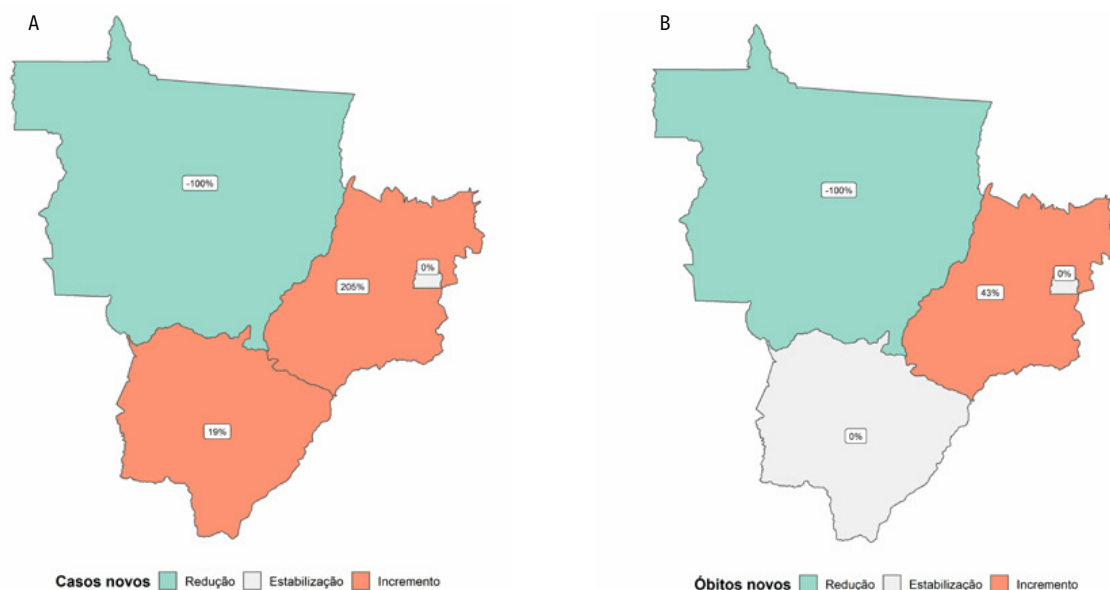 A
B
-100%
0%
205%
19%
Casos novos Redução Estabilização Incremento
-100%
0%
43%
0%
Óbitos novos Redução Estabilização Incremento